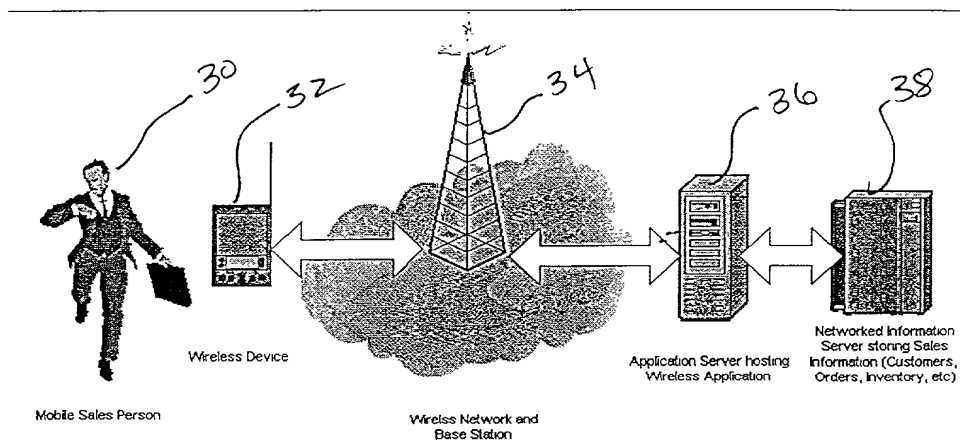 30
32
34
36
38
Wireless Device
Mobile Sales Person
Wirelss Network and
Base Station
Application Server hosting
Wireless Application
Networked Information
Server storing Sales
Information (Customers,
Orders, Inventory, etc)